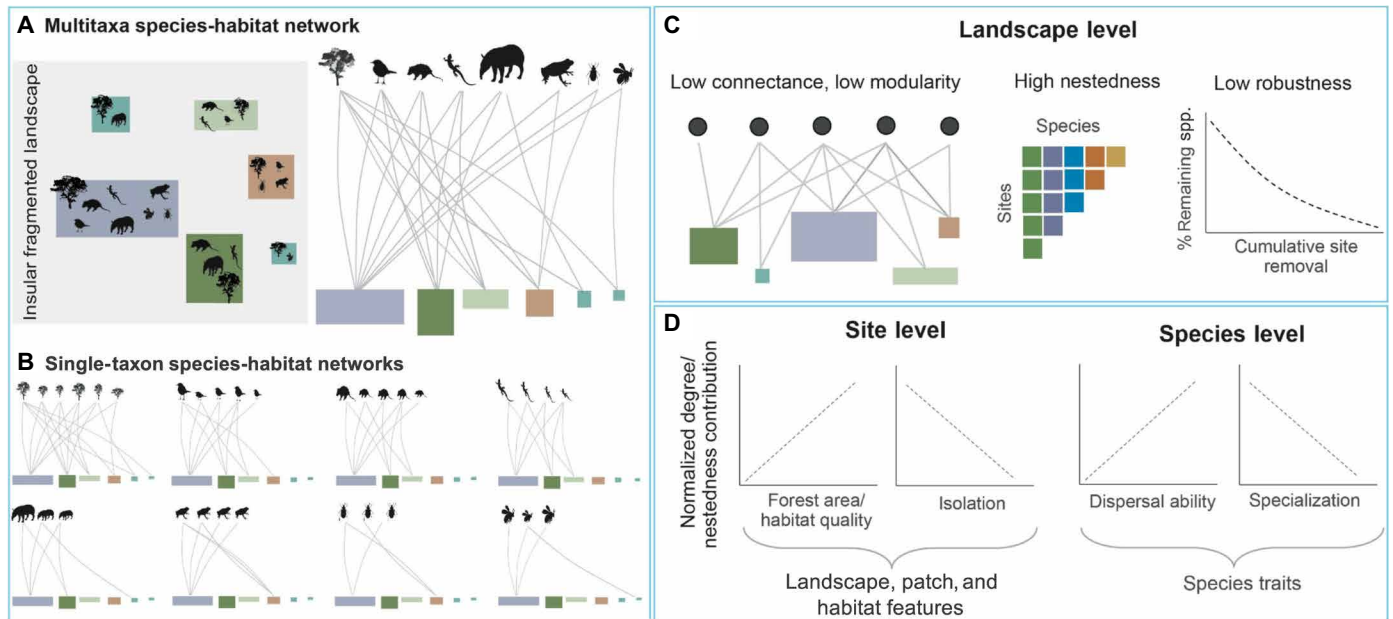 A Multitaxa species-habitat network
Insular fragmented landscape
B Single-taxon species-habitat networks
C
Landscape level
Low connectance, low modularity
High nestedness
Species
Sites
Low robustness
% Remaining spp.
Cumulative site
removal
D
Site level
Species level
Normalized degree/
nestedness contribution
Forest area/
habitat quality
Isolation
Dispersal ability
Specialization
Landscape, patch, and
habitat features
Species traits